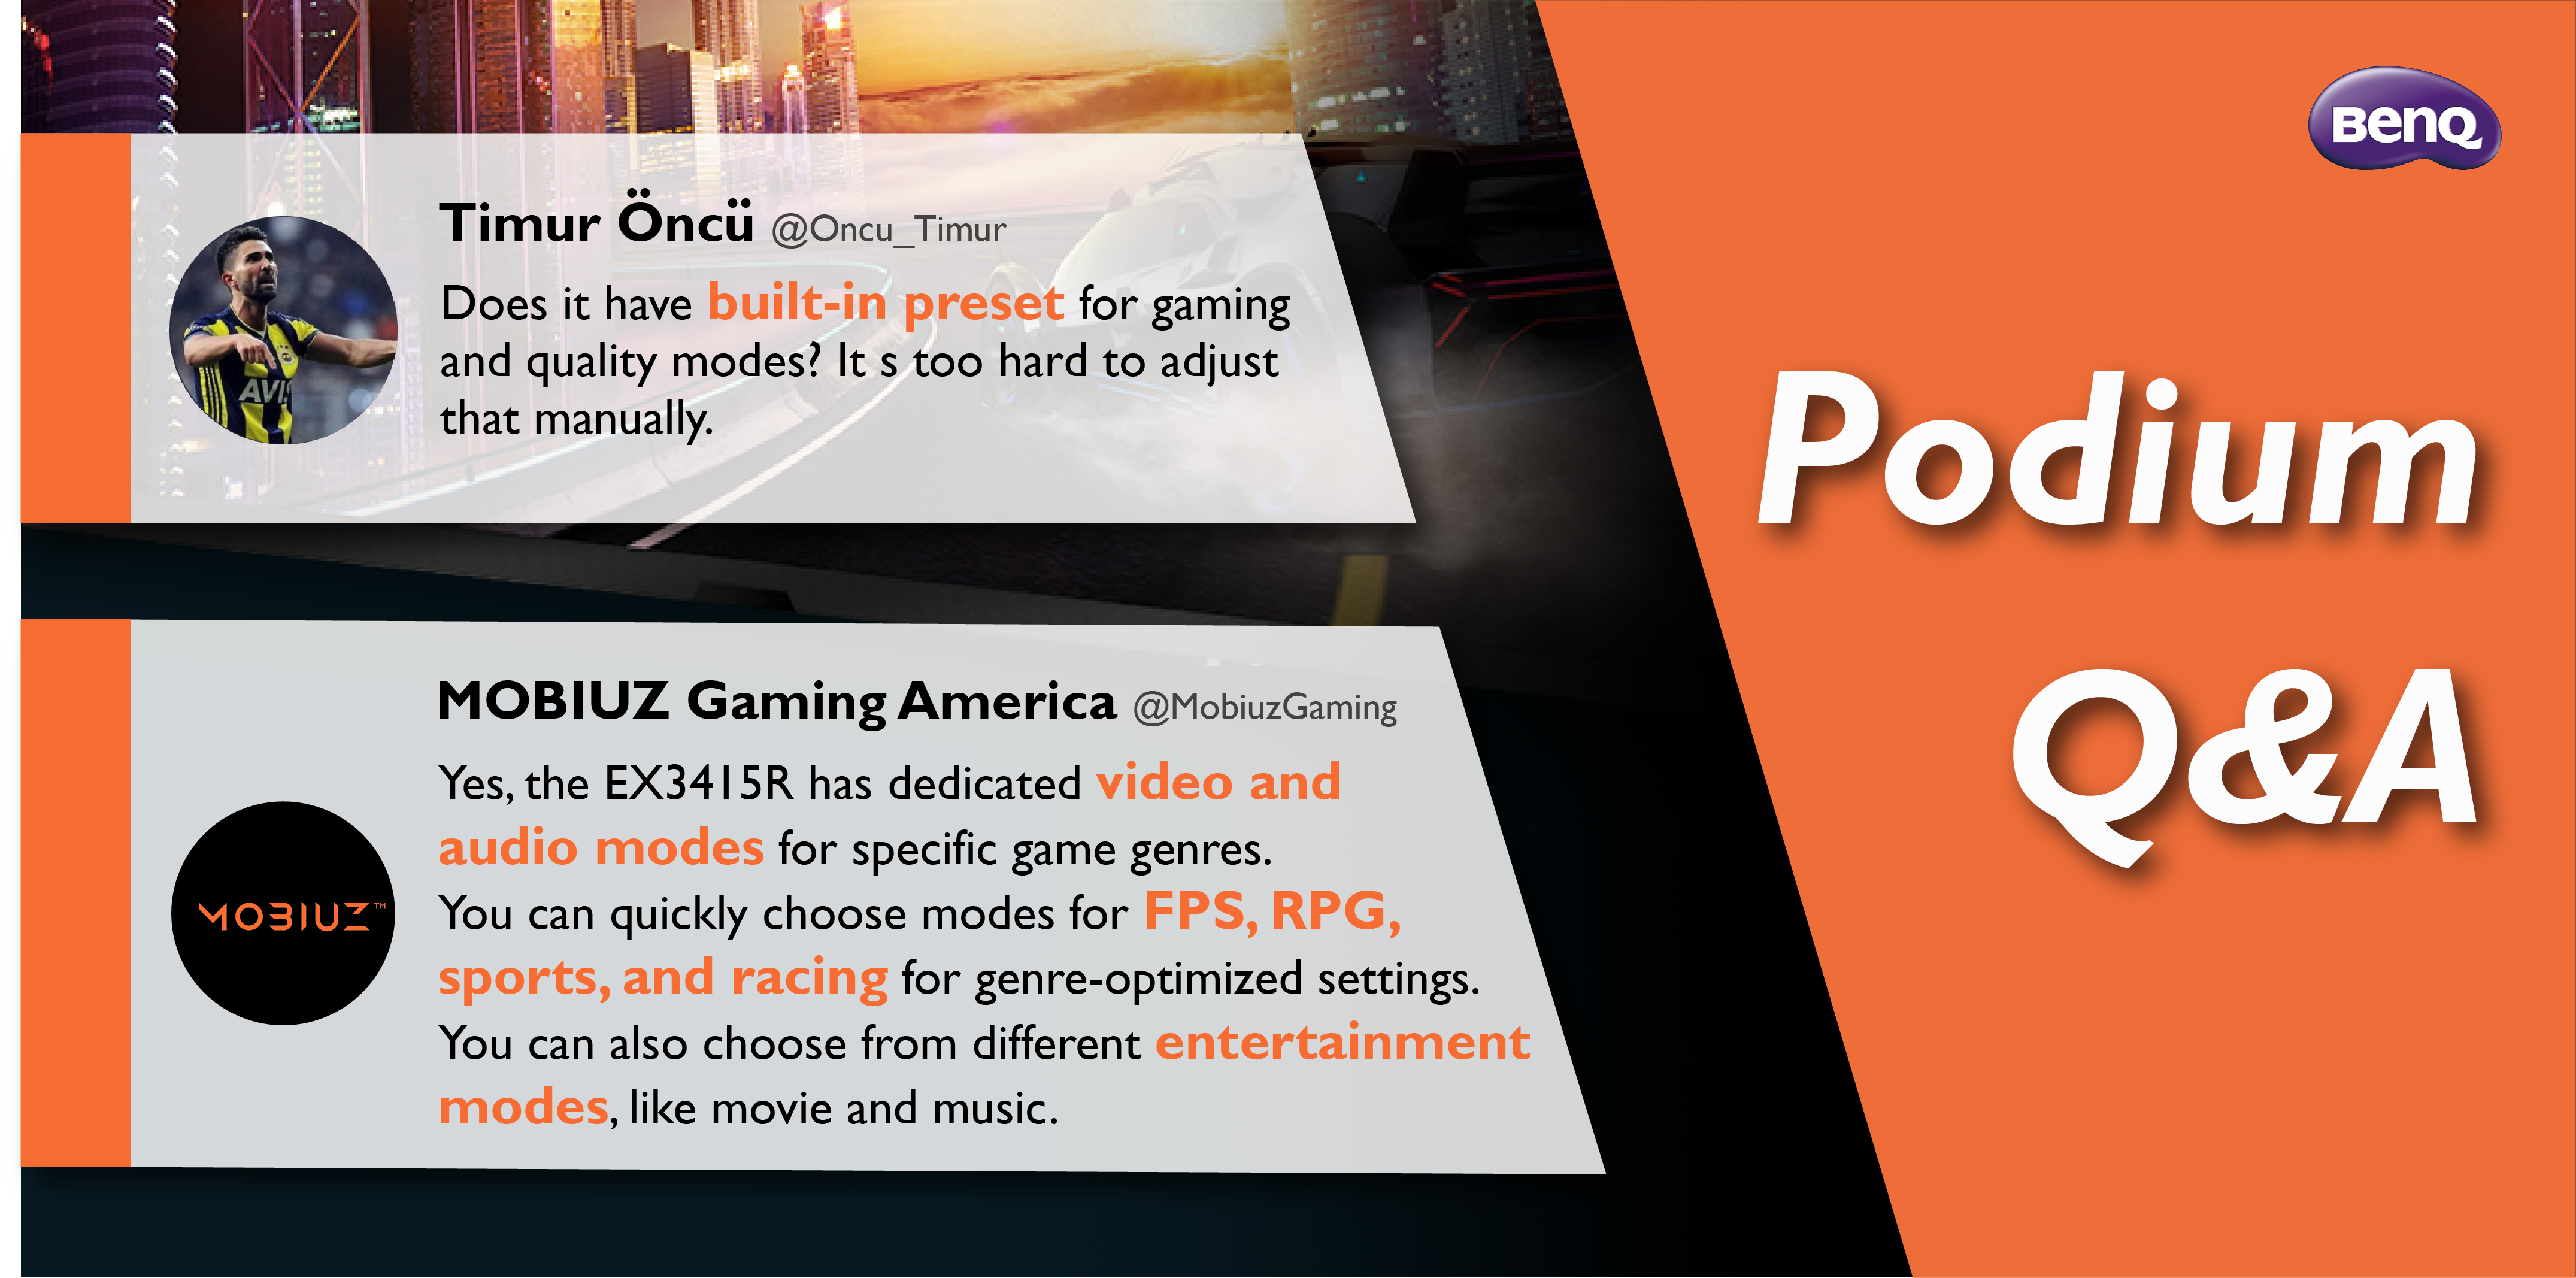 BenQ
Podium
Q&A
Timur Öncü @Oncu_Timur
Does it have built-in preset for gaming
and quality modes? It s too hard to adjust
that manually.
AVIS
MOBIUZ Gaming America @MobiuzGaming
Yes, the EX3415R has dedicated video and
audio modes for specific game genres.
You can quickly choose modes for FPS, RPG,
sports, and racing for genre-optimized settings.
You can also choose from different entertainment
modes, like movie and music.
MOBIUZ™